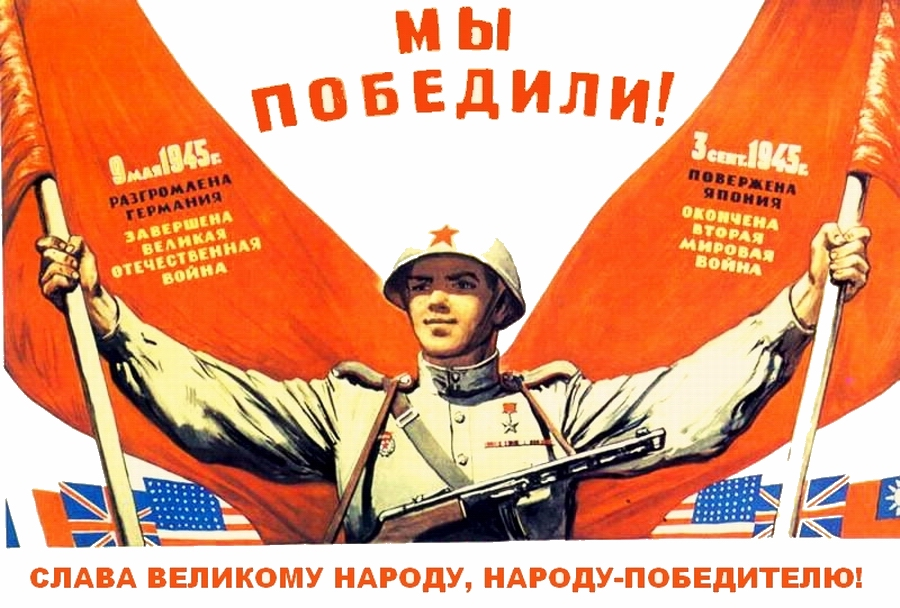 МЫ
ПОБЕДИЛИ!
9 МАЯ 1945 г.
РАЗГРОМЛЕНА
ГЕРМАНИЯ
ЗАВЕРШЕНА
ВЕЛИКАЯ
ОТЕЧЕСТВЕННАЯ
ВОЙНА
3 СЕНТ. 1945 г.
ПОВЕРЖЕНА
ЯПОНИЯ
ОКОНЧЕНА
ВТОРАЯ
МИРОВАЯ
ВОЙНА
СЛАВА ВЕЛИКОМУ НАРОДУ, НАРОДУ-ПОБЕДИТЕЛЮ!